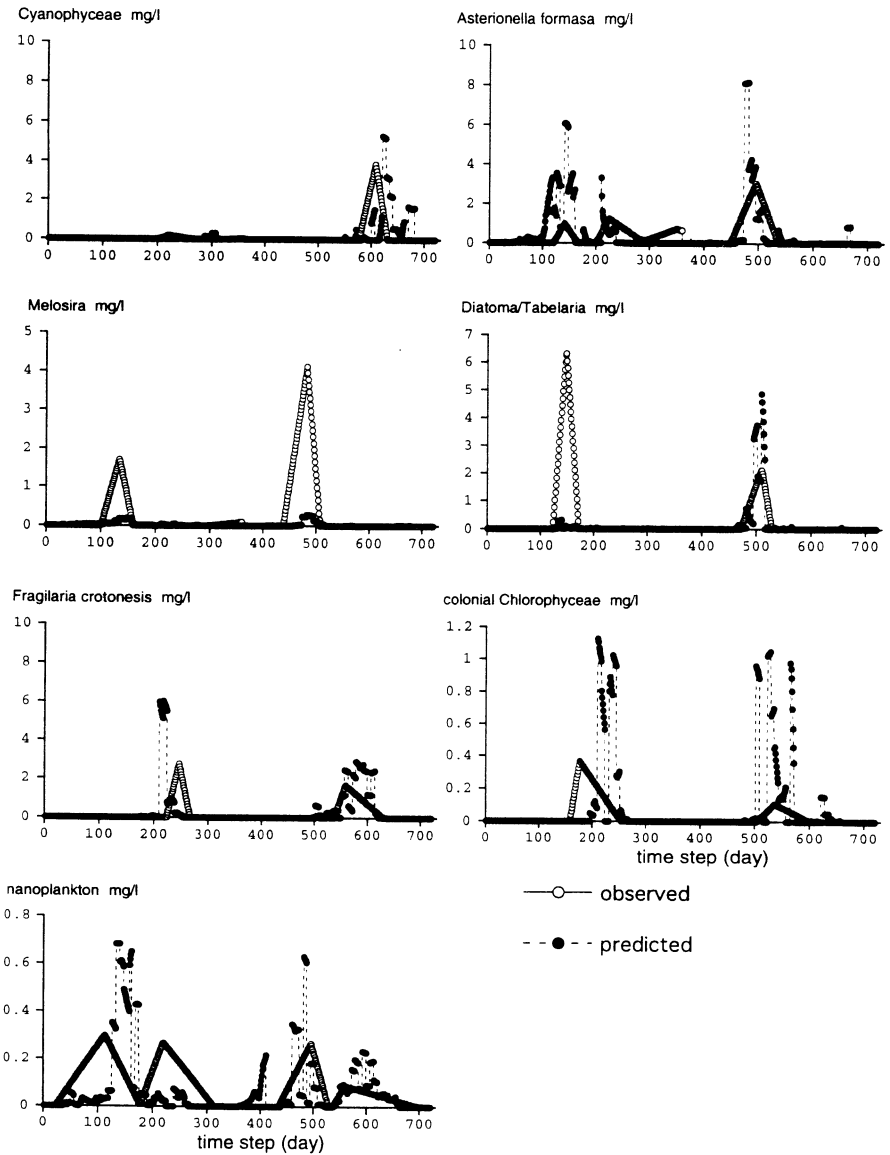 Cyanophyceae mg/l
10
8
6
4
2
0
0 100 200 300 400 500 600 700
Asterionella formasa mg/l
10
8
6
4
2
0
0 100 200 300 400 500 600 700
Melosira mg/l
5
4
3
2
1
0
0 100 200 300 400 500 600 700
Diatoma/Tabelaria mg/l
7
6
5
4
3
2
1
0
0 100 200 300 400 500 600 700
Fragilaria crotonesis mg/l
10
8
6
4
2
0
0 100 200 300 400 500 600 700
colonial Chlorophyceae mg/l
1.2
1
0.8
0.6
0.4
0.2
0
0 100 200 300 400 500 600 700
time step (day)
nanoplankton mg/l
0.8
0.6
0.4
0.2
0
0 100 200 300 400 500 600 700
time step (day)
observed
predicted